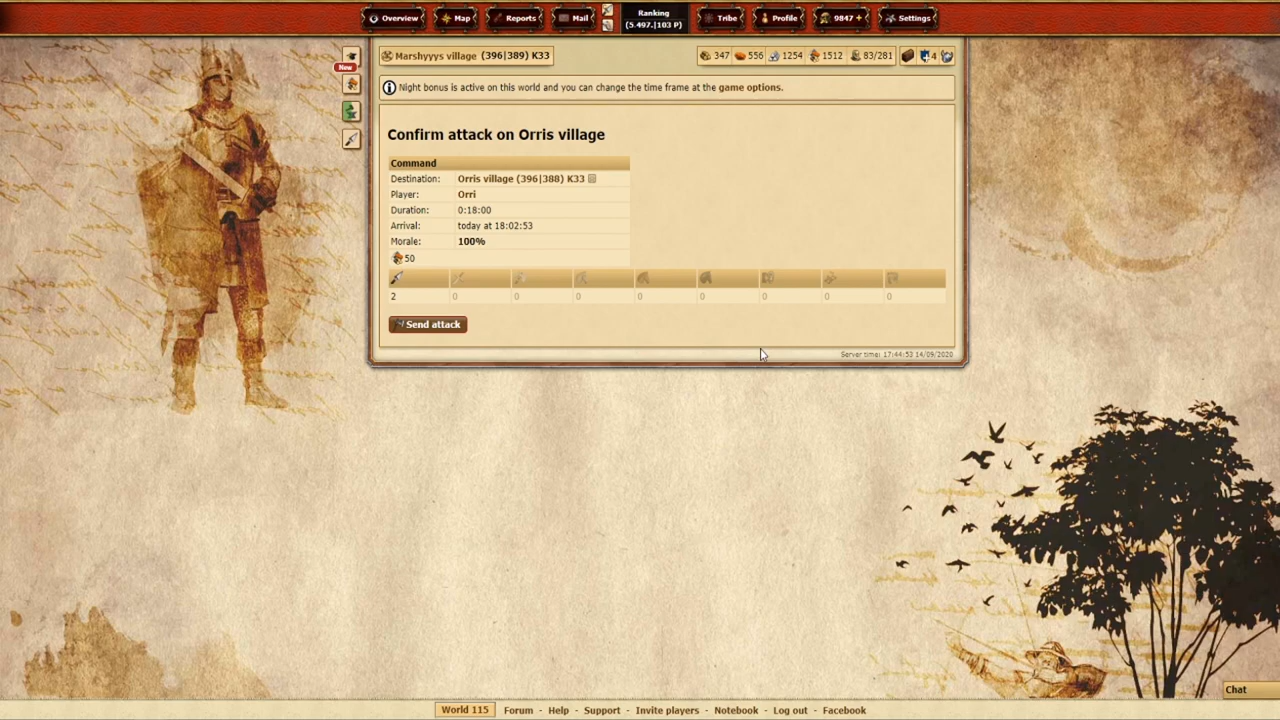 Overview
Map
Reports
Mail
Ranking
(5.497.|103 P)
Tribe
Profile
9847 +
Settings
New
Marshyyys village (396|389) K33
347 556 1254 1512 83/281 4
Night bonus is active on this world and you can change the time frame at the game options.
Confirm attack on Orris village
Command
Destination: Orris village (396|388) K33
Player: Orri
Duration: 0:18:00
Arrival: today at 18:02:53
Morale: 100%
50
2 0 0 0 0 0 0 0 0
Send attack
Server time: 17:44:53 14/09/2020
Chat
World 115 Forum - Help - Support - Invite players - Notebook - Log out - Facebook